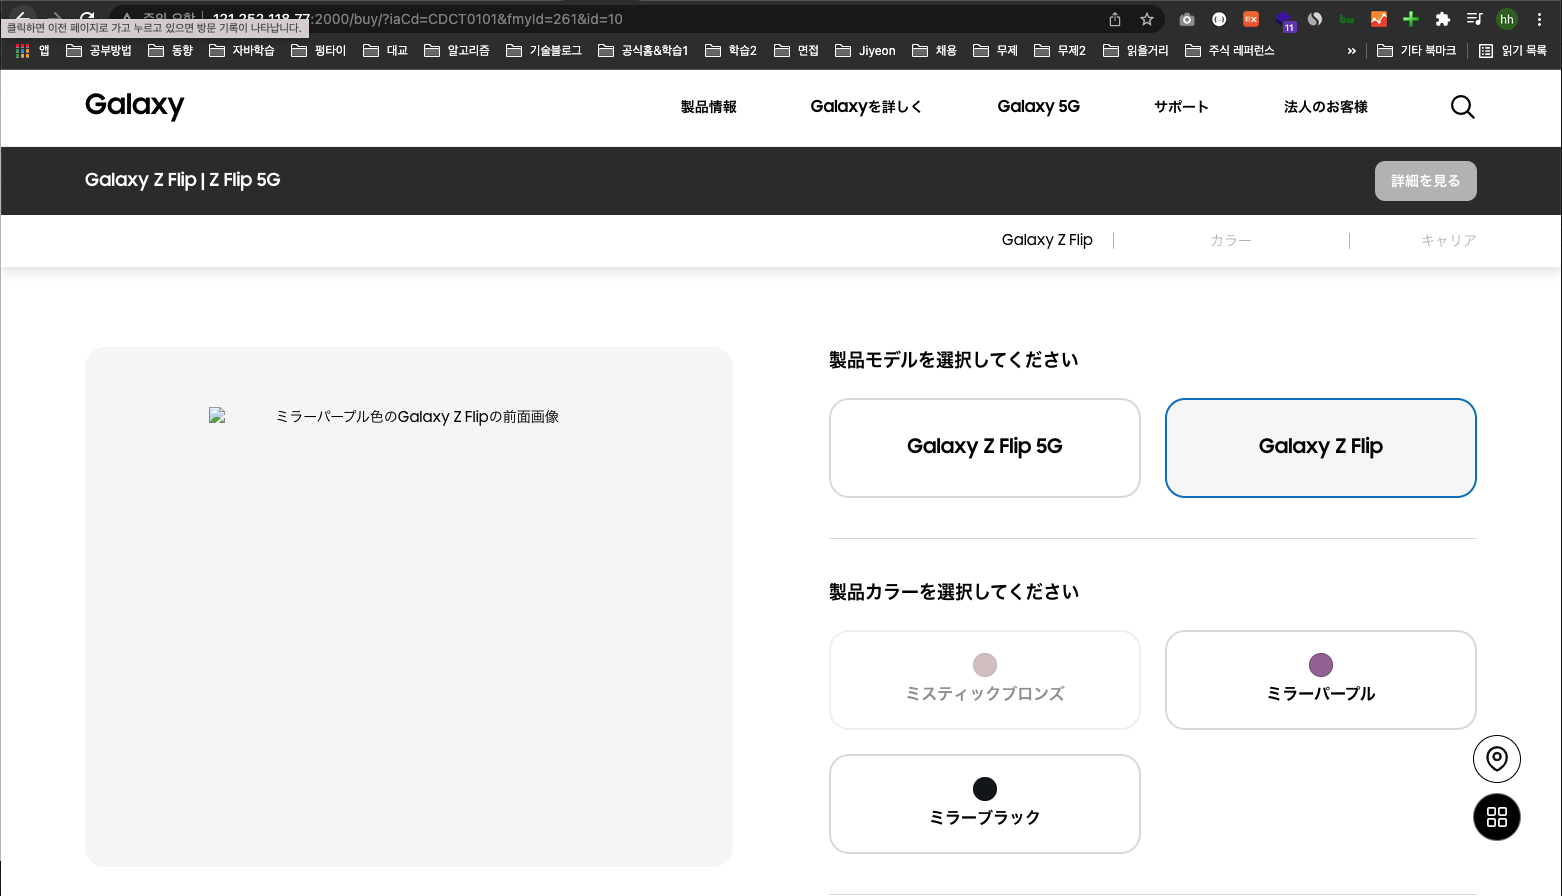 :2000/buy/?iaCd=CDCT0101&fmyId=261&id=10
hh
클릭하면 이전 페이지로 가고 누르고 있으면 방문 기록이 나타납니다.
11
앱 공부방법 동향 자바학습 펑타이 대교 알고리즘 기술블로그 공식홈&학습1 학습2 면접 Jiyeon 채용 무제 무제2 읽을거리 주식 레퍼런스 » 기타 북마크 읽기 목록
Galaxy 製品情報 Galaxyを詳しく Galaxy 5G サポート 法人のお客様
Galaxy Z Flip | Z Flip 5G 詳細を見る
Galaxy Z Flip カラー キャリア
製品モデルを選択してください
ミラーパープル色のGalaxy Z Flipの前面画像
Galaxy Z Flip 5G Galaxy Z Flip
製品カラーを選択してください
ミスティックブロンズ ミラーパープル
ミラーブラック